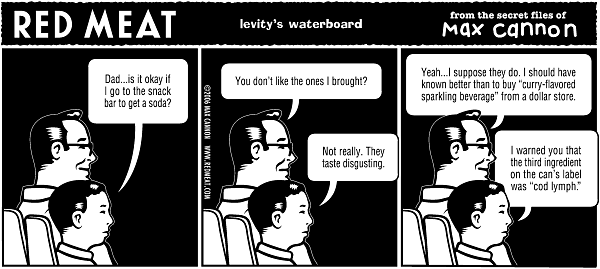 RED MEAT
levity's waterboard
from the secret files of
Max cannon
Dad...is it okay if
I go to the snack
bar to get a soda?
©2006 MAX CANNON WWW.REDMEAT.COM
You don't like the ones I brought?
Not really. They
taste disgusting.
Yeah...I suppose they do. I should have
known better than to buy "curry-flavored
sparkling beverage" from a dollar store.
I warned you that
the third ingredient
on the can's label
was "cod lymph."